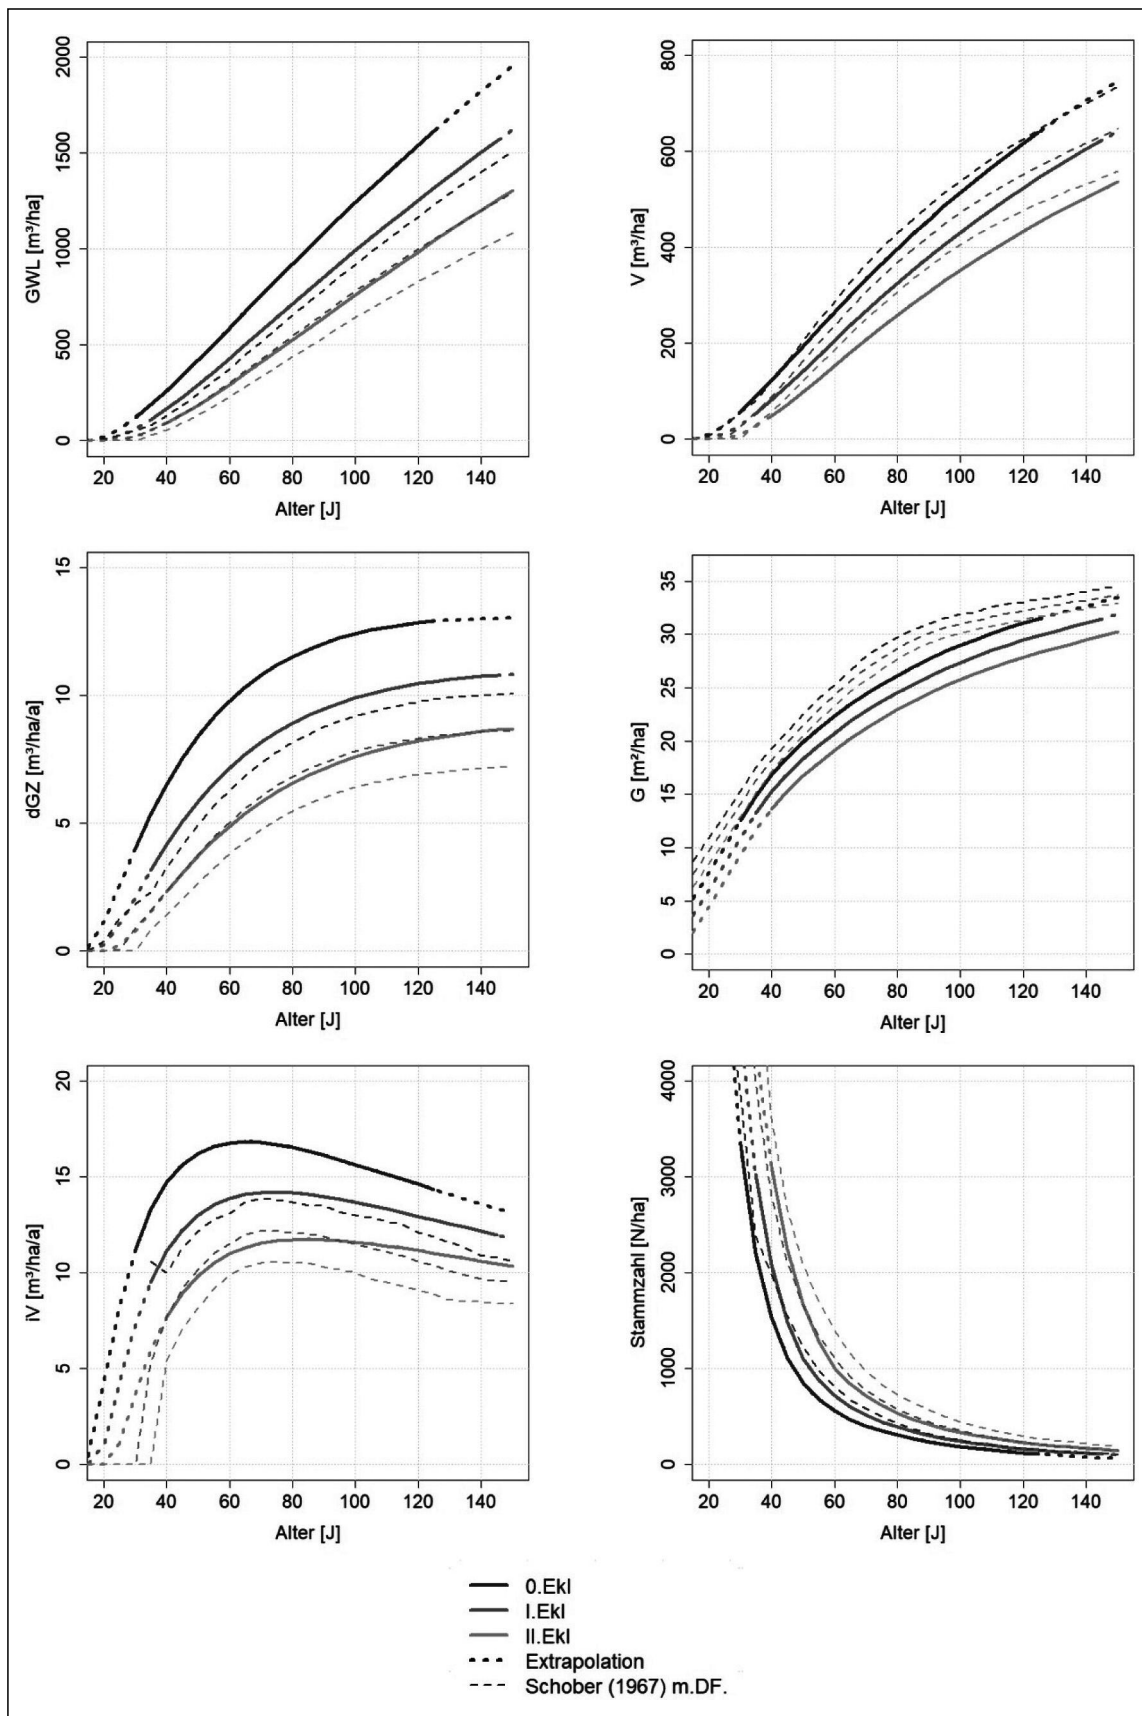 GWL [m³/ha]
2000
1500
1000
500
0
20 40 60 80 100 120 140
Alter [J]
V [m³/ha]
800
600
400
200
0
20 40 60 80 100 120 140
Alter [J]
dGZ [m³/ha/a]
15
10
5
0
20 40 60 80 100 120 140
Alter [J]
G [m²/ha]
35
30
25
20
15
10
5
0
20 40 60 80 100 120 140
Alter [J]
iV [m³/ha/a]
20
15
10
5
0
20 40 60 80 100 120 140
Alter [J]
Stammzahl [N/ha]
4000
3000
2000
1000
0
20 40 60 80 100 120 140
Alter [J]
0.Ekl
I.Ekl
II.Ekl
Extrapolation
Schober (1967) m.DF.